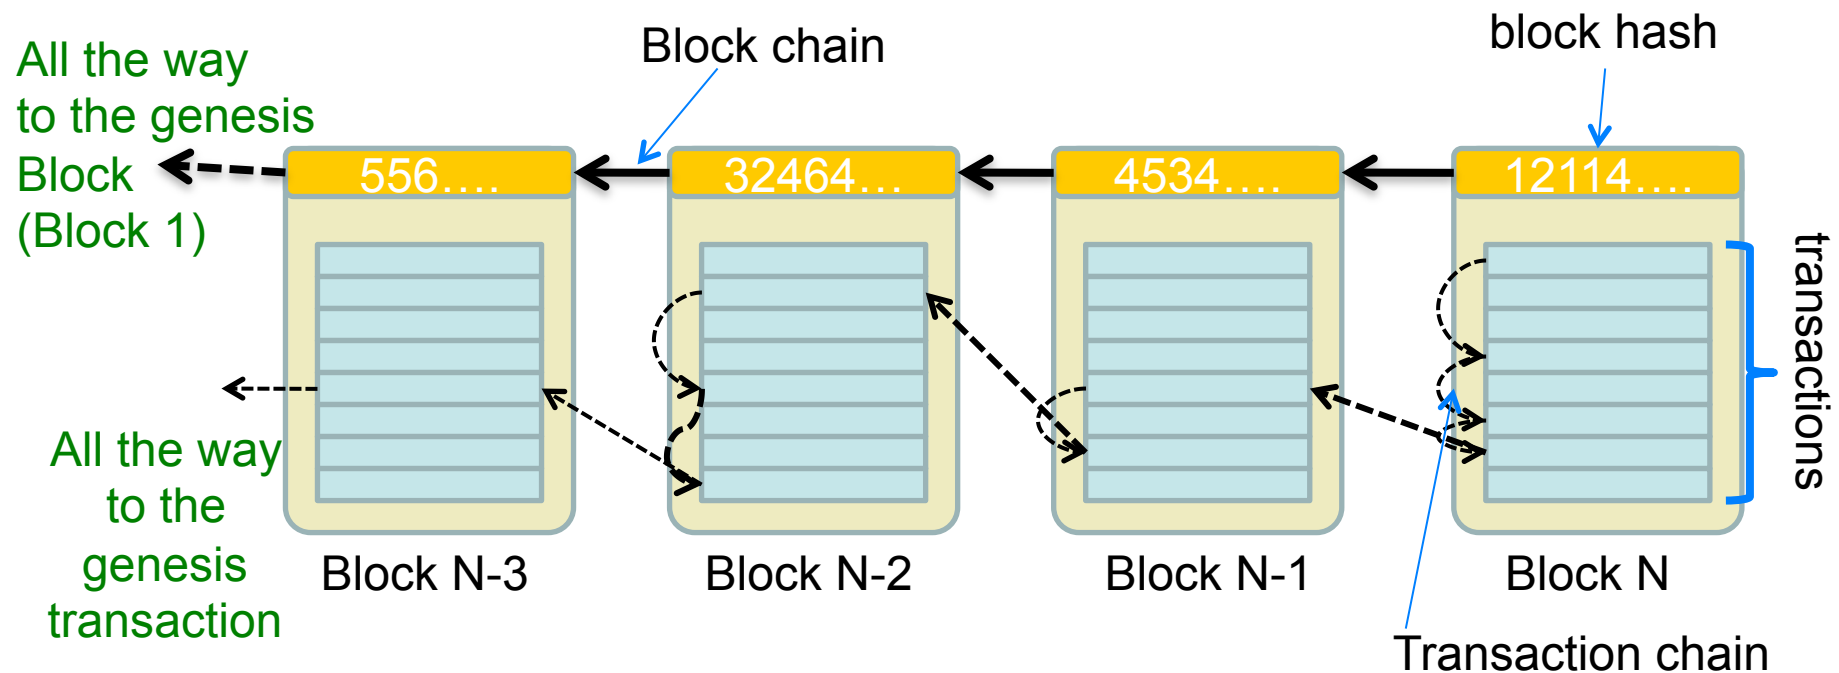 All the way
to the genesis
Block
(Block 1)
Block chain
block hash
556....
32464...
4534....
12114....
transactions
All the way
to the
genesis
transaction
Block N-3
Block N-2
Block N-1
Block N
Transaction chain